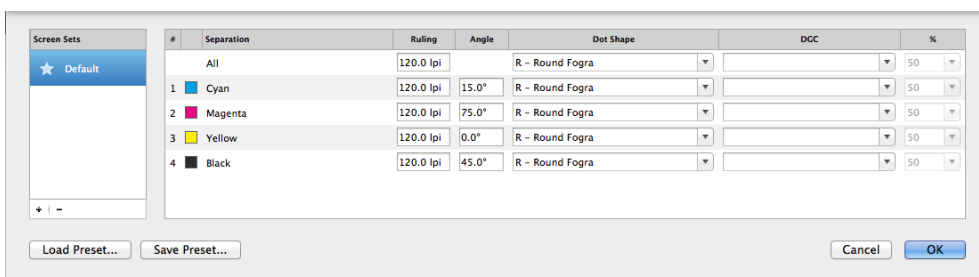 Screen Sets # Separation Ruling Angle Dot Shape DGC %
Default All 120.0 lpi R – Round Fogra 50
1 Cyan 120.0 lpi 15.0° R – Round Fogra 50
2 Magenta 120.0 lpi 75.0° R – Round Fogra 50
3 Yellow 120.0 lpi 0.0° R – Round Fogra 50
4 Black 120.0 lpi 45.0° R – Round Fogra 50
+ –
Load Preset... Save Preset... Cancel OK